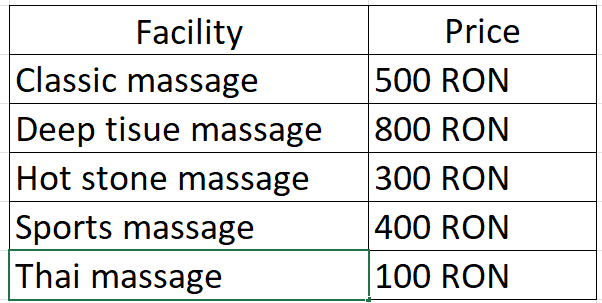 Facility Price
Classic massage 500 RON
Deep tisue massage 800 RON
Hot stone massage 300 RON
Sports massage 400 RON
Thai massage 100 RON